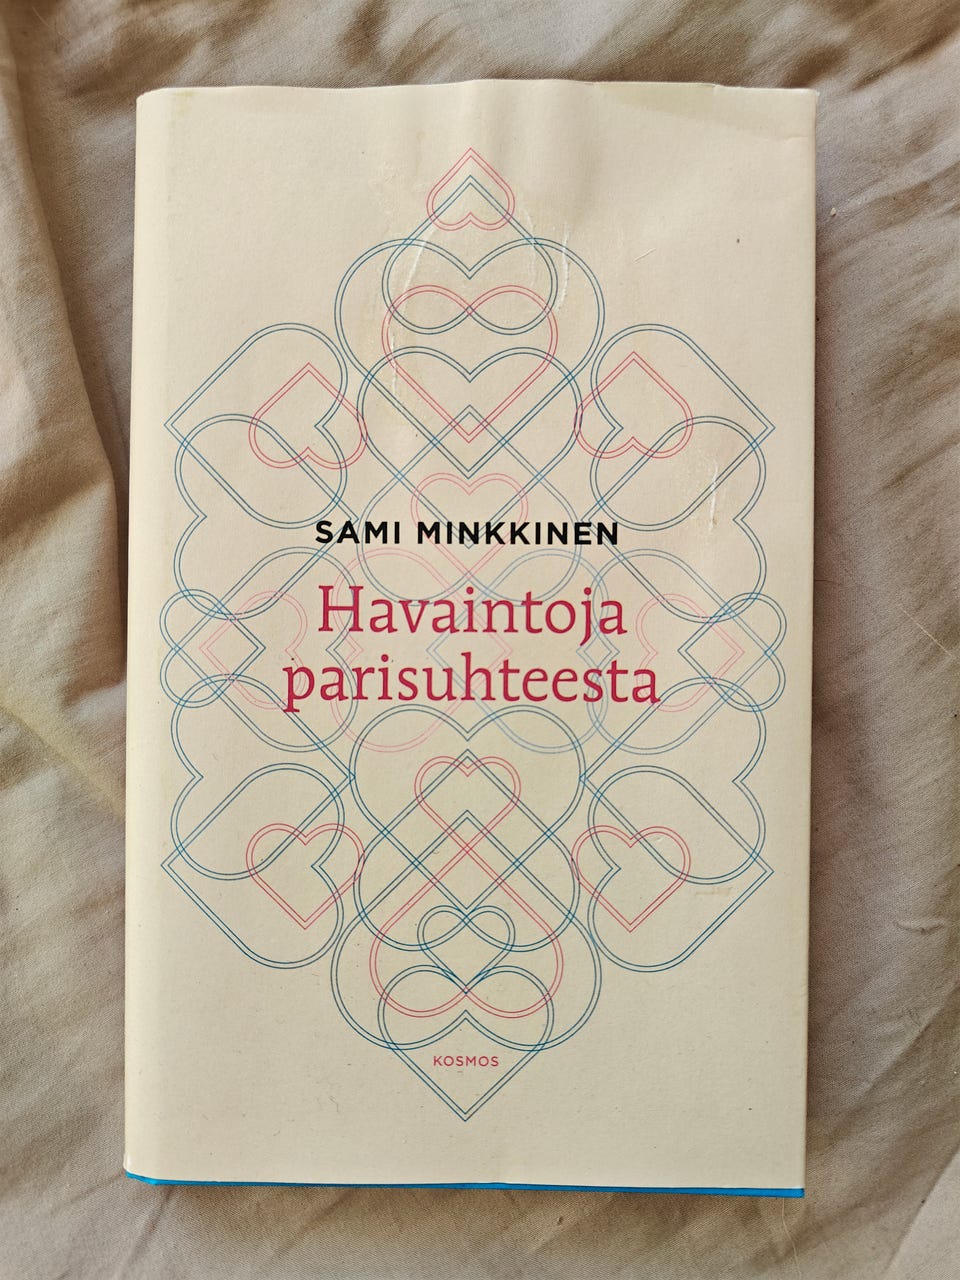 SAMI MINKKINEN
Havaintoja
parisuhteesta
KOSMOS